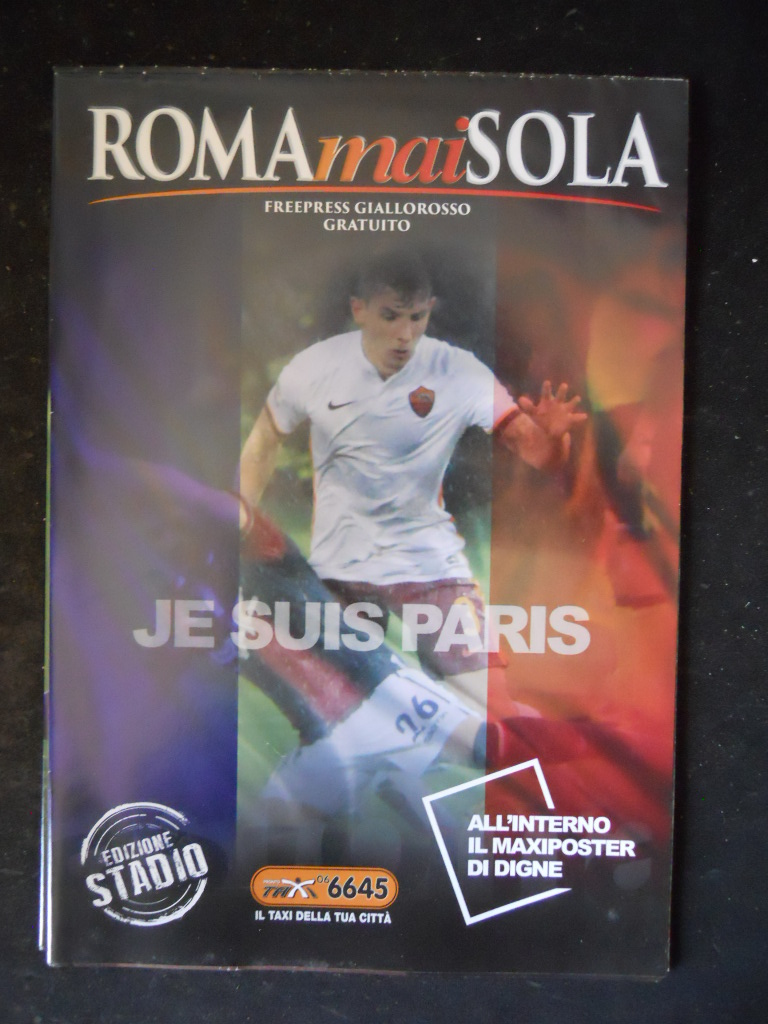 ROMAmaiSOLA
FREEPRESS GIALLOROSSO
GRATUITO
JE SUIS PARIS
26
ALL'INTERNO
IL MAXIPOSTER
DI DIGNE
EDIZIONE
STADIO
TAXI 06 6645
IL TAXI DELLA TUA CITTÀ